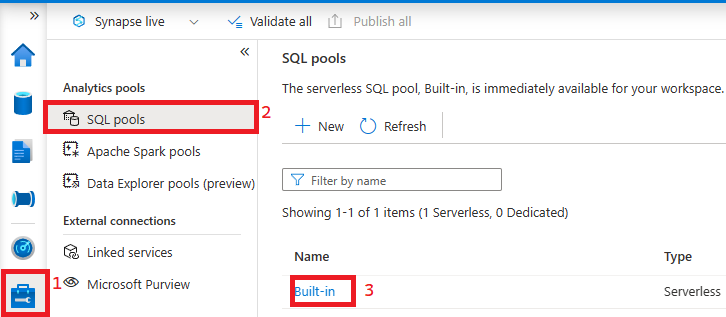 »
Synapse live
Validate all
Publish all
«
Analytics pools
SQL pools
2
Apache Spark pools
Data Explorer pools (preview)
External connections
Linked services
Microsoft Purview
1
SQL pools
The serverless SQL pool, Built-in, is immediately available for your workspace.
New
Refresh
Filter by name
Showing 1-1 of 1 items (1 Serverless, 0 Dedicated)
Name Type
Built-in 3 Serverless